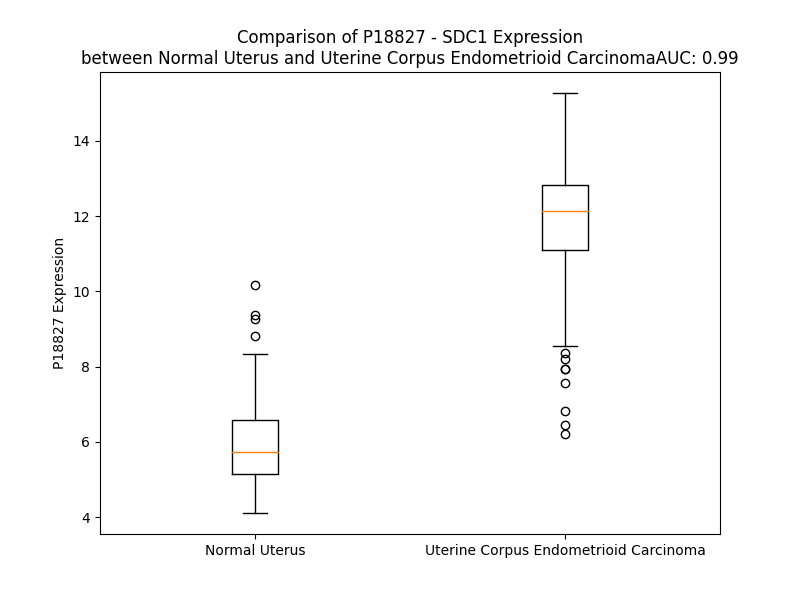 Comparison of P18827 - SDC1 Expression
between Normal Uterus and Uterine Corpus Endometrioid CarcinomaAUC: 0.99
14
12
10
8
6
4
P18827 Expression
Normal Uterus
Uterine Corpus Endometrioid Carcinoma